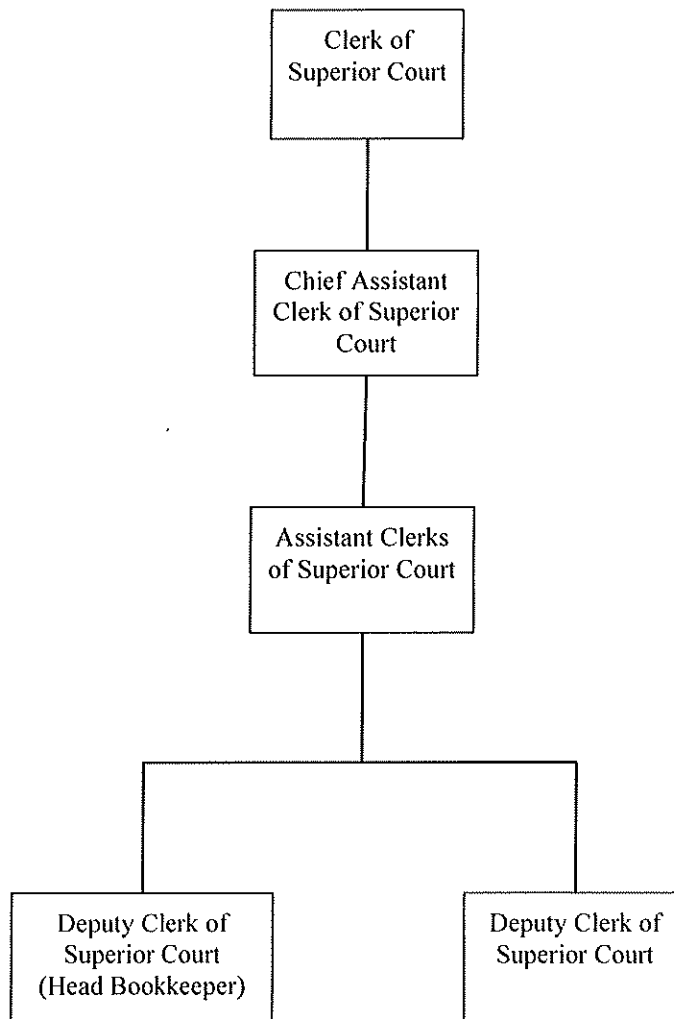 Clerk of
Superior Court
Chief Assistant
Clerk of Superior
Court
Assistant Clerks
of Superior Court
Deputy Clerk of
Superior Court
(Head Bookkeeper)
Deputy Clerk of
Superior Court